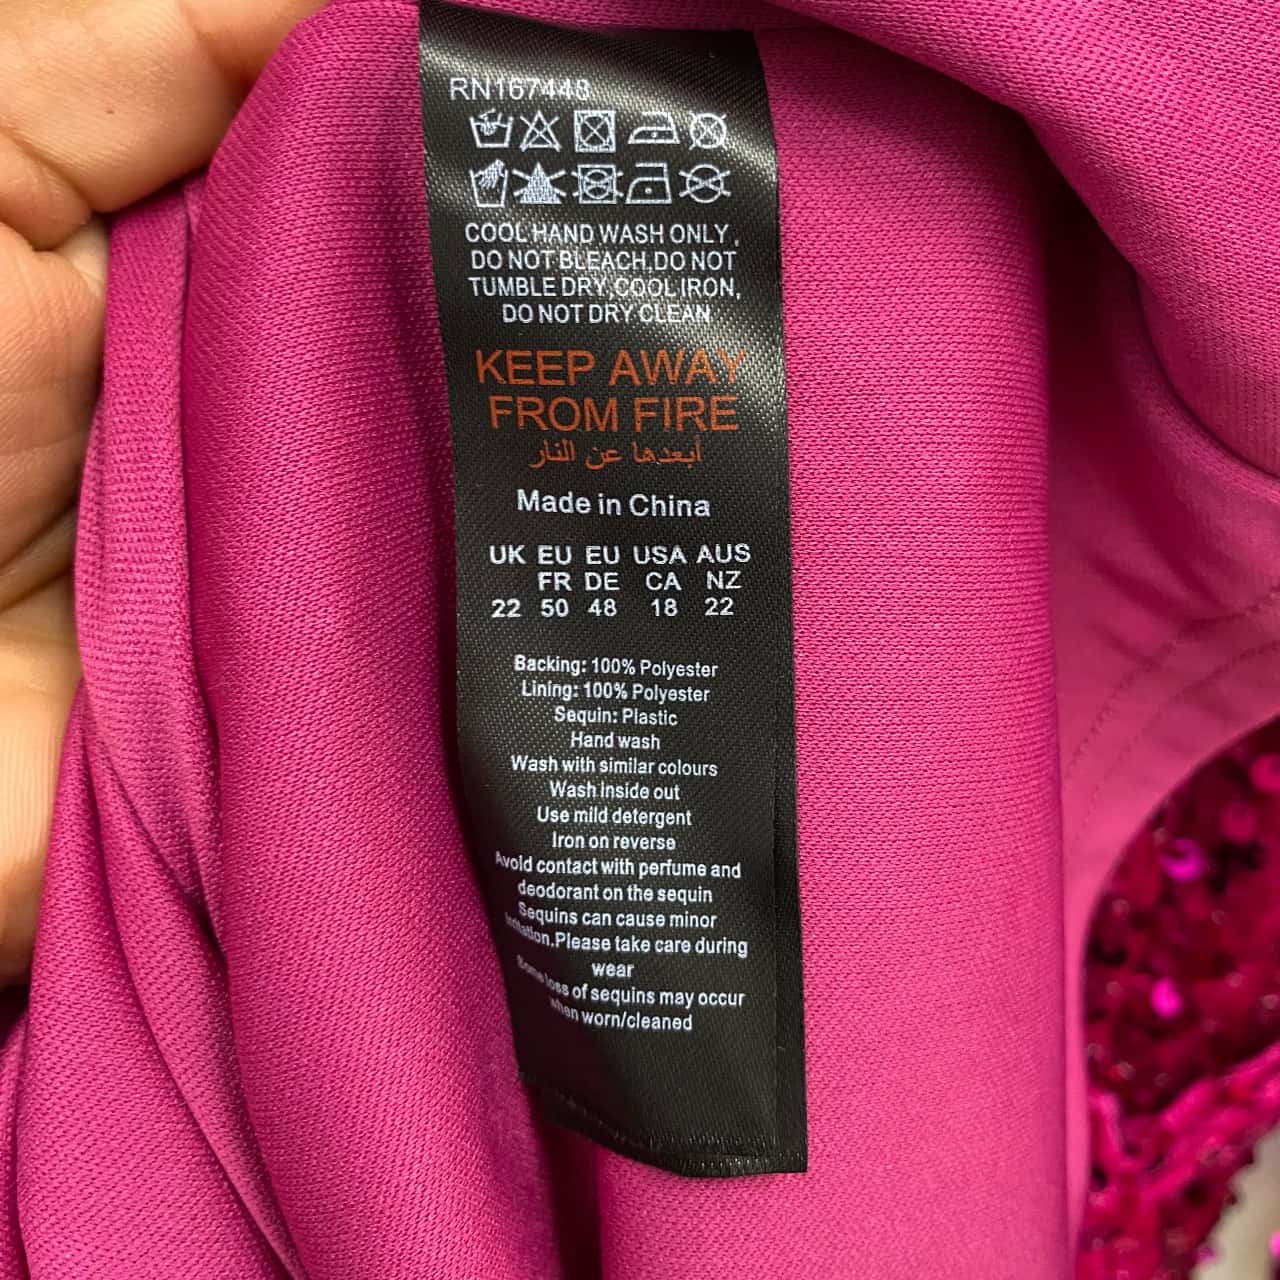 RN167448
COOL HAND WASH ONLY,
DO NOT BLEACH,DO NOT
TUMBLE DRY,COOL IRON,
DO NOT DRY CLEAN
KEEP AWAY
FROM FIRE
أبعدها عن النار
Made in China
UK EU EU USA AUS
FR DE CA NZ
22 50 48 18 22
Backing: 100% Polyester
Lining: 100% Polyester
Sequin: Plastic
Hand wash
Wash with similar colours
Wash inside out
Use mild detergent
Iron on reverse
Avoid contact with perfume and
deodorant on the sequin
Sequins can cause minor
irritation.Please take care during
wear
Some loss of sequins may occur
when worn/cleaned